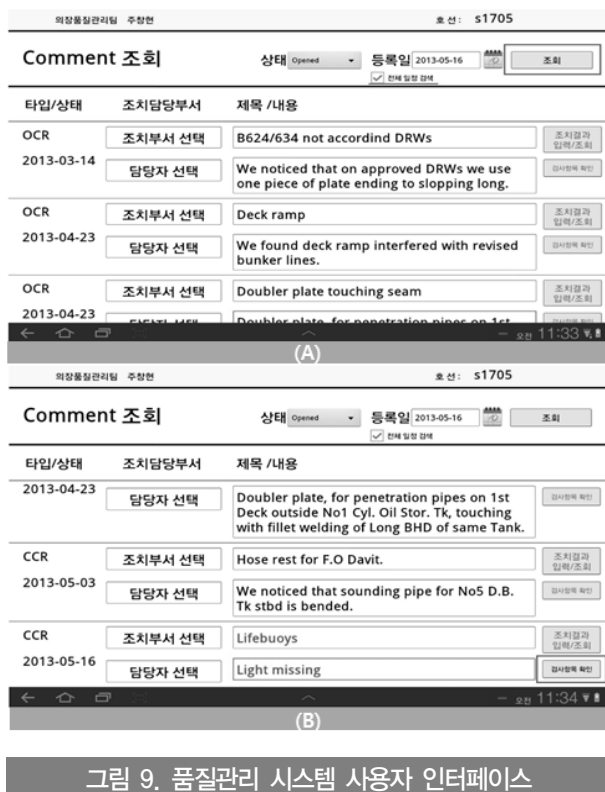 의장품질관리팀 주창현 호선: s1705
Comment 조회 상태 Opened 등록일 2013-05-16 조회
전체 일정 검색
타입/상태 조치담당부서 제목 /내용
OCR 조치부서 선택 B624/634 not accordind DRWs 조치결과 입력/조회
2013-03-14 담당자 선택 We noticed that on approved DRWs we use 검사항목 확인
one piece of plate ending to slopping long.
OCR 조치부서 선택 Deck ramp 조치결과 입력/조회
2013-04-23 담당자 선택 We found deck ramp interfered with revised 검사항목 확인
bunker lines.
OCR 조치부서 선택 Doubler plate touching seam 조치결과 입력/조회
2013-04-23 담당자 선택 Doubler plate, for penetration pipes on 1st
오전 11:33
(A)
의장품질관리팀 주창현 호선: s1705
Comment 조회 상태 Opened 등록일 2013-05-16 조회
전체 일정 검색
타입/상태 조치담당부서 제목 /내용
2013-04-23 담당자 선택 Doubler plate, for penetration pipes on 1st 검사항목 확인
Deck outside No1 Cyl. Oil Stor. Tk, touching
with fillet welding of Long BHD of same Tank.
CCR 조치부서 선택 Hose rest for F.O Davit. 조치결과 입력/조회
2013-05-03 담당자 선택 We noticed that sounding pipe for No5 D.B. 검사항목 확인
Tk stbd is bended.
CCR 조치부서 선택 Lifebuoys 조치결과 입력/조회
2013-05-16 담당자 선택 Light missing 검사항목 확인
오전 11:34
(B)
그림 9. 품질관리 시스템 사용자 인터페이스